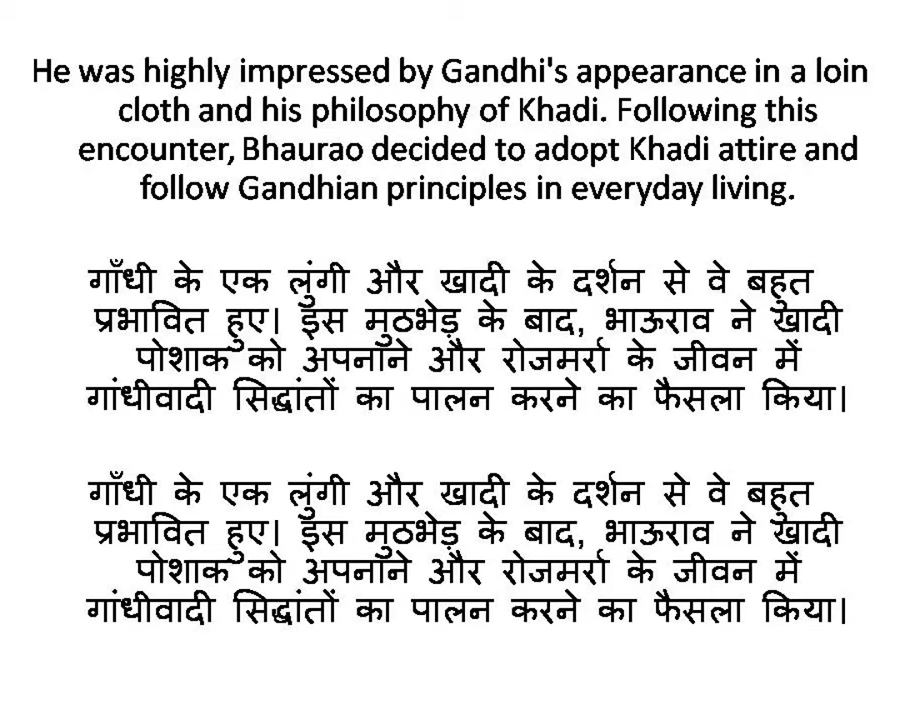 He was highly impressed by Gandhi's appearance in a loin
cloth and his philosophy of Khadi. Following this
encounter, Bhaurao decided to adopt Khadi attire and
follow Gandhian principles in everyday living.
गाँधी के एक लुंगी और खादी के दर्शन से वे बहुत
प्रभावित हुए। इस मुठभेड़ के बाद, भाऊराव ने खादी
पोशाक को अपनाने और रोजमर्रा के जीवन में
गांधीवादी सिद्धांतों का पालन करने का फैसला किया।
गाँधी के एक लुंगी और खादी के दर्शन से वे बहुत
प्रभावित हुए। इस मुठभेड़ के बाद, भाऊराव ने खादी
पोशाक को अपनाने और रोजमर्रा के जीवन में
गांधीवादी सिद्धांतों का पालन करने का फैसला किया।